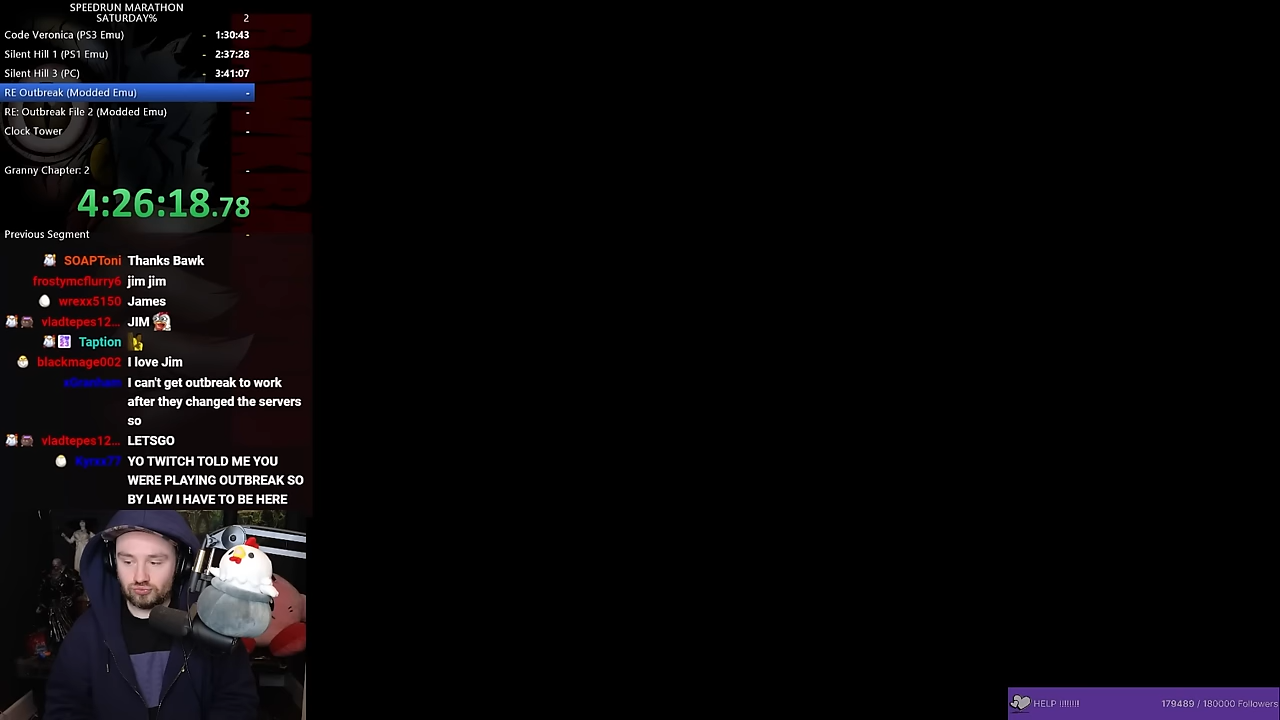 SPEEDRUN MARATHON
SATURDAY% 2
Code Veronica (PS3 Emu) - 1:30:43
Silent Hill 1 (PS1 Emu) - 2:37:28
Silent Hill 3 (PC) - 3:41:07
RE Outbreak (Modded Emu) -
RE: Outbreak File 2 (Modded Emu) -
Clock Tower -
Granny Chapter: 2 -
4:26:18.78
Previous Segment -
SOAPToni Thanks Bawk
frostymcflurry6 jim jim
wrexx5150 James
vladtepes12... JIM
Taption
blackmage002 I love Jim
I can't get outbreak to work
after they changed the servers
so
vladtepes12... LETSGO
YO TWITCH TOLD ME YOU
WERE PLAYING OUTBREAK SO
BY LAW I HAVE TO BE HERE
HELP !!!!!!! 179489 / 180000 Followers